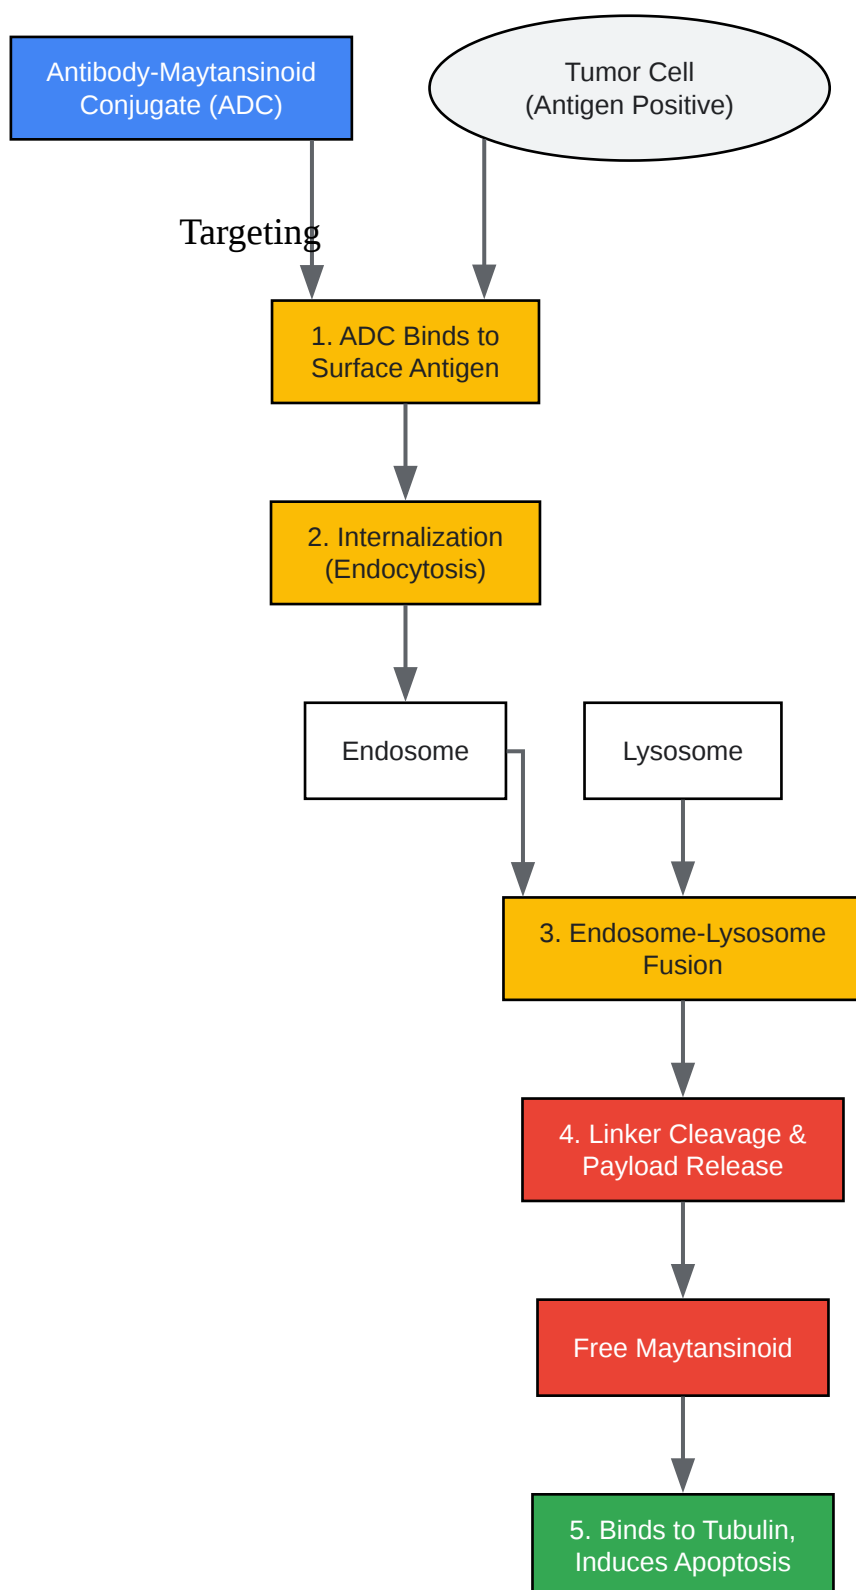 Antibody-Maytansinoid
Conjugate (ADC)
Tumor Cell
(Antigen Positive)
Targeting
1. ADC Binds to
Surface Antigen
2. Internalization
(Endocytosis)
Endosome
Lysosome
3. Endosome-Lysosome
Fusion
4. Linker Cleavage &
Payload Release
Free Maytansinoid
5. Binds to Tubulin,
Induces Apoptosis